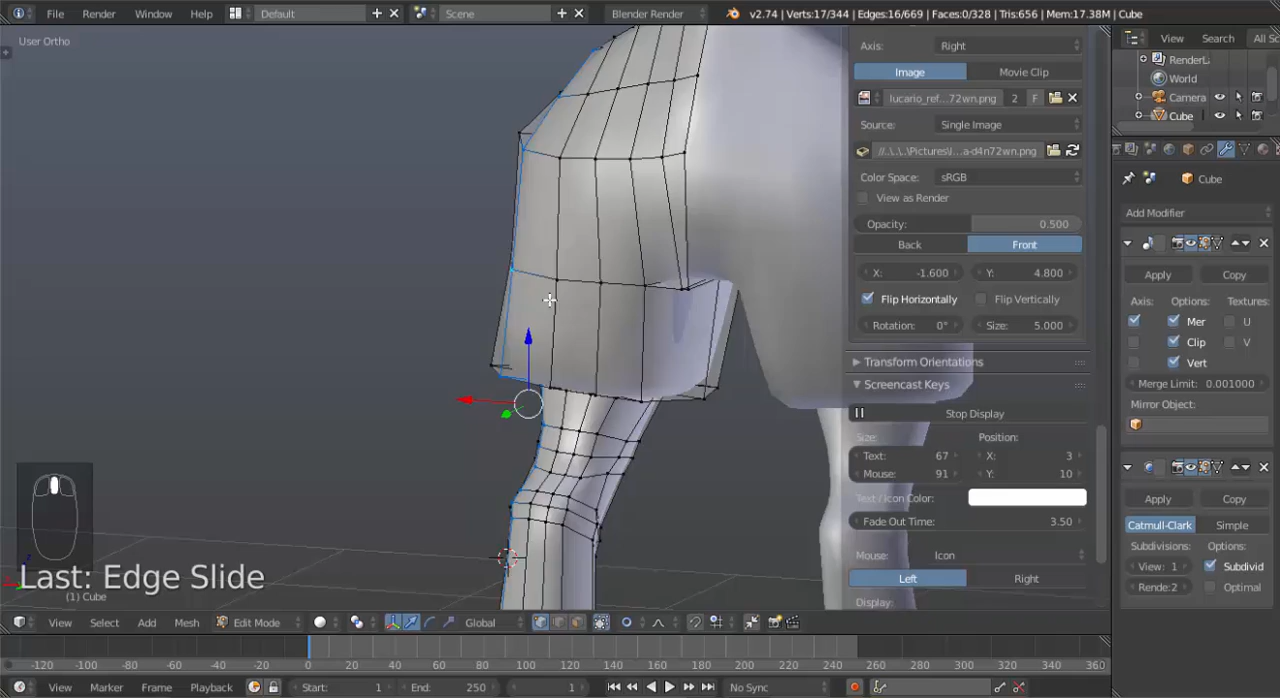 File Render Window Help Default Scene Blender Render v2.74 | Verts:17/344 | Edges:16/669 | Faces:0/328 | Tris:656 | Mem:17.38M | Cube
User Ortho
View Search All Sc
Axis: Right
RenderL
Image Movie Clip
World
Camera
lucario_ref...72wn.png 2 F
Cube
Source: Single Image
//..\..\Pictures\i...a-d4n72wn.png
Color Space: sRGB
Cube
View as Render
Add Modifier
Opacity: 0.500
Back Front
X: -1.600 Y: 4.800
Apply Copy
Flip Horizontally Flip Vertically
Axis: Options: Textures:
Rotation: 0° Size: 5.000
Mer U
Clip V
Transform Orientations
Vert
Screencast Keys
Merge Limit: 0.001000
Stop Display
Mirror Object:
Size: Position:
Text: 67 X: 3
Mouse: 91 Y: 10
Text / Icon Color:
Apply Copy
Fade Out Time: 3.50
Catmull-Clark Simple
Subdivisions: Options:
Mouse: Icon
View: 1 Subdivid
Left Right
Rende:2 Optimal
Last: Edge Slide
(1) Cube
Display:
View Select Add Mesh Edit Mode Global
-120 -100 -80 -60 -40 -20 0 20 40 60 80 100 120 140 160 180 200 220 240 260 280 300 320 340 360
View Marker Frame Playback Start: 1 End: 250 1 No Sync